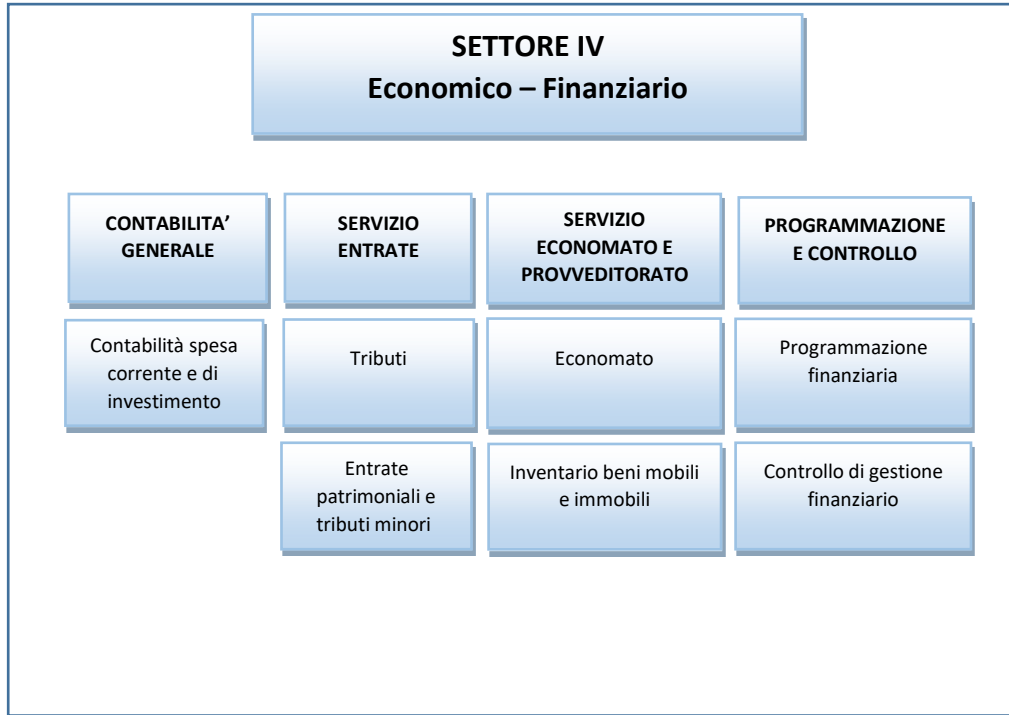 SETTORE IV
Economico – Finanziario
CONTABILITA’
GENERALE
SERVIZIO
ENTRATE
SERVIZIO
ECONOMATO E
PROVVEDITORATO
PROGRAMMAZIONE
E CONTROLLO
Contabilità spesa
corrente e di
investimento
Tributi
Economato
Programmazione
finanziaria
Entrate
patrimoniali e
tributi minori
Inventario beni mobili
e immobili
Controllo di gestione
finanziario